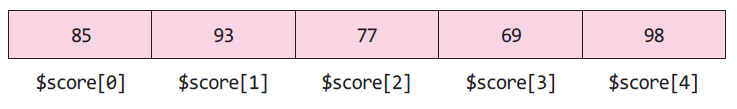 85 93 77 69 98
$score[0] $score[1] $score[2] $score[3] $score[4]